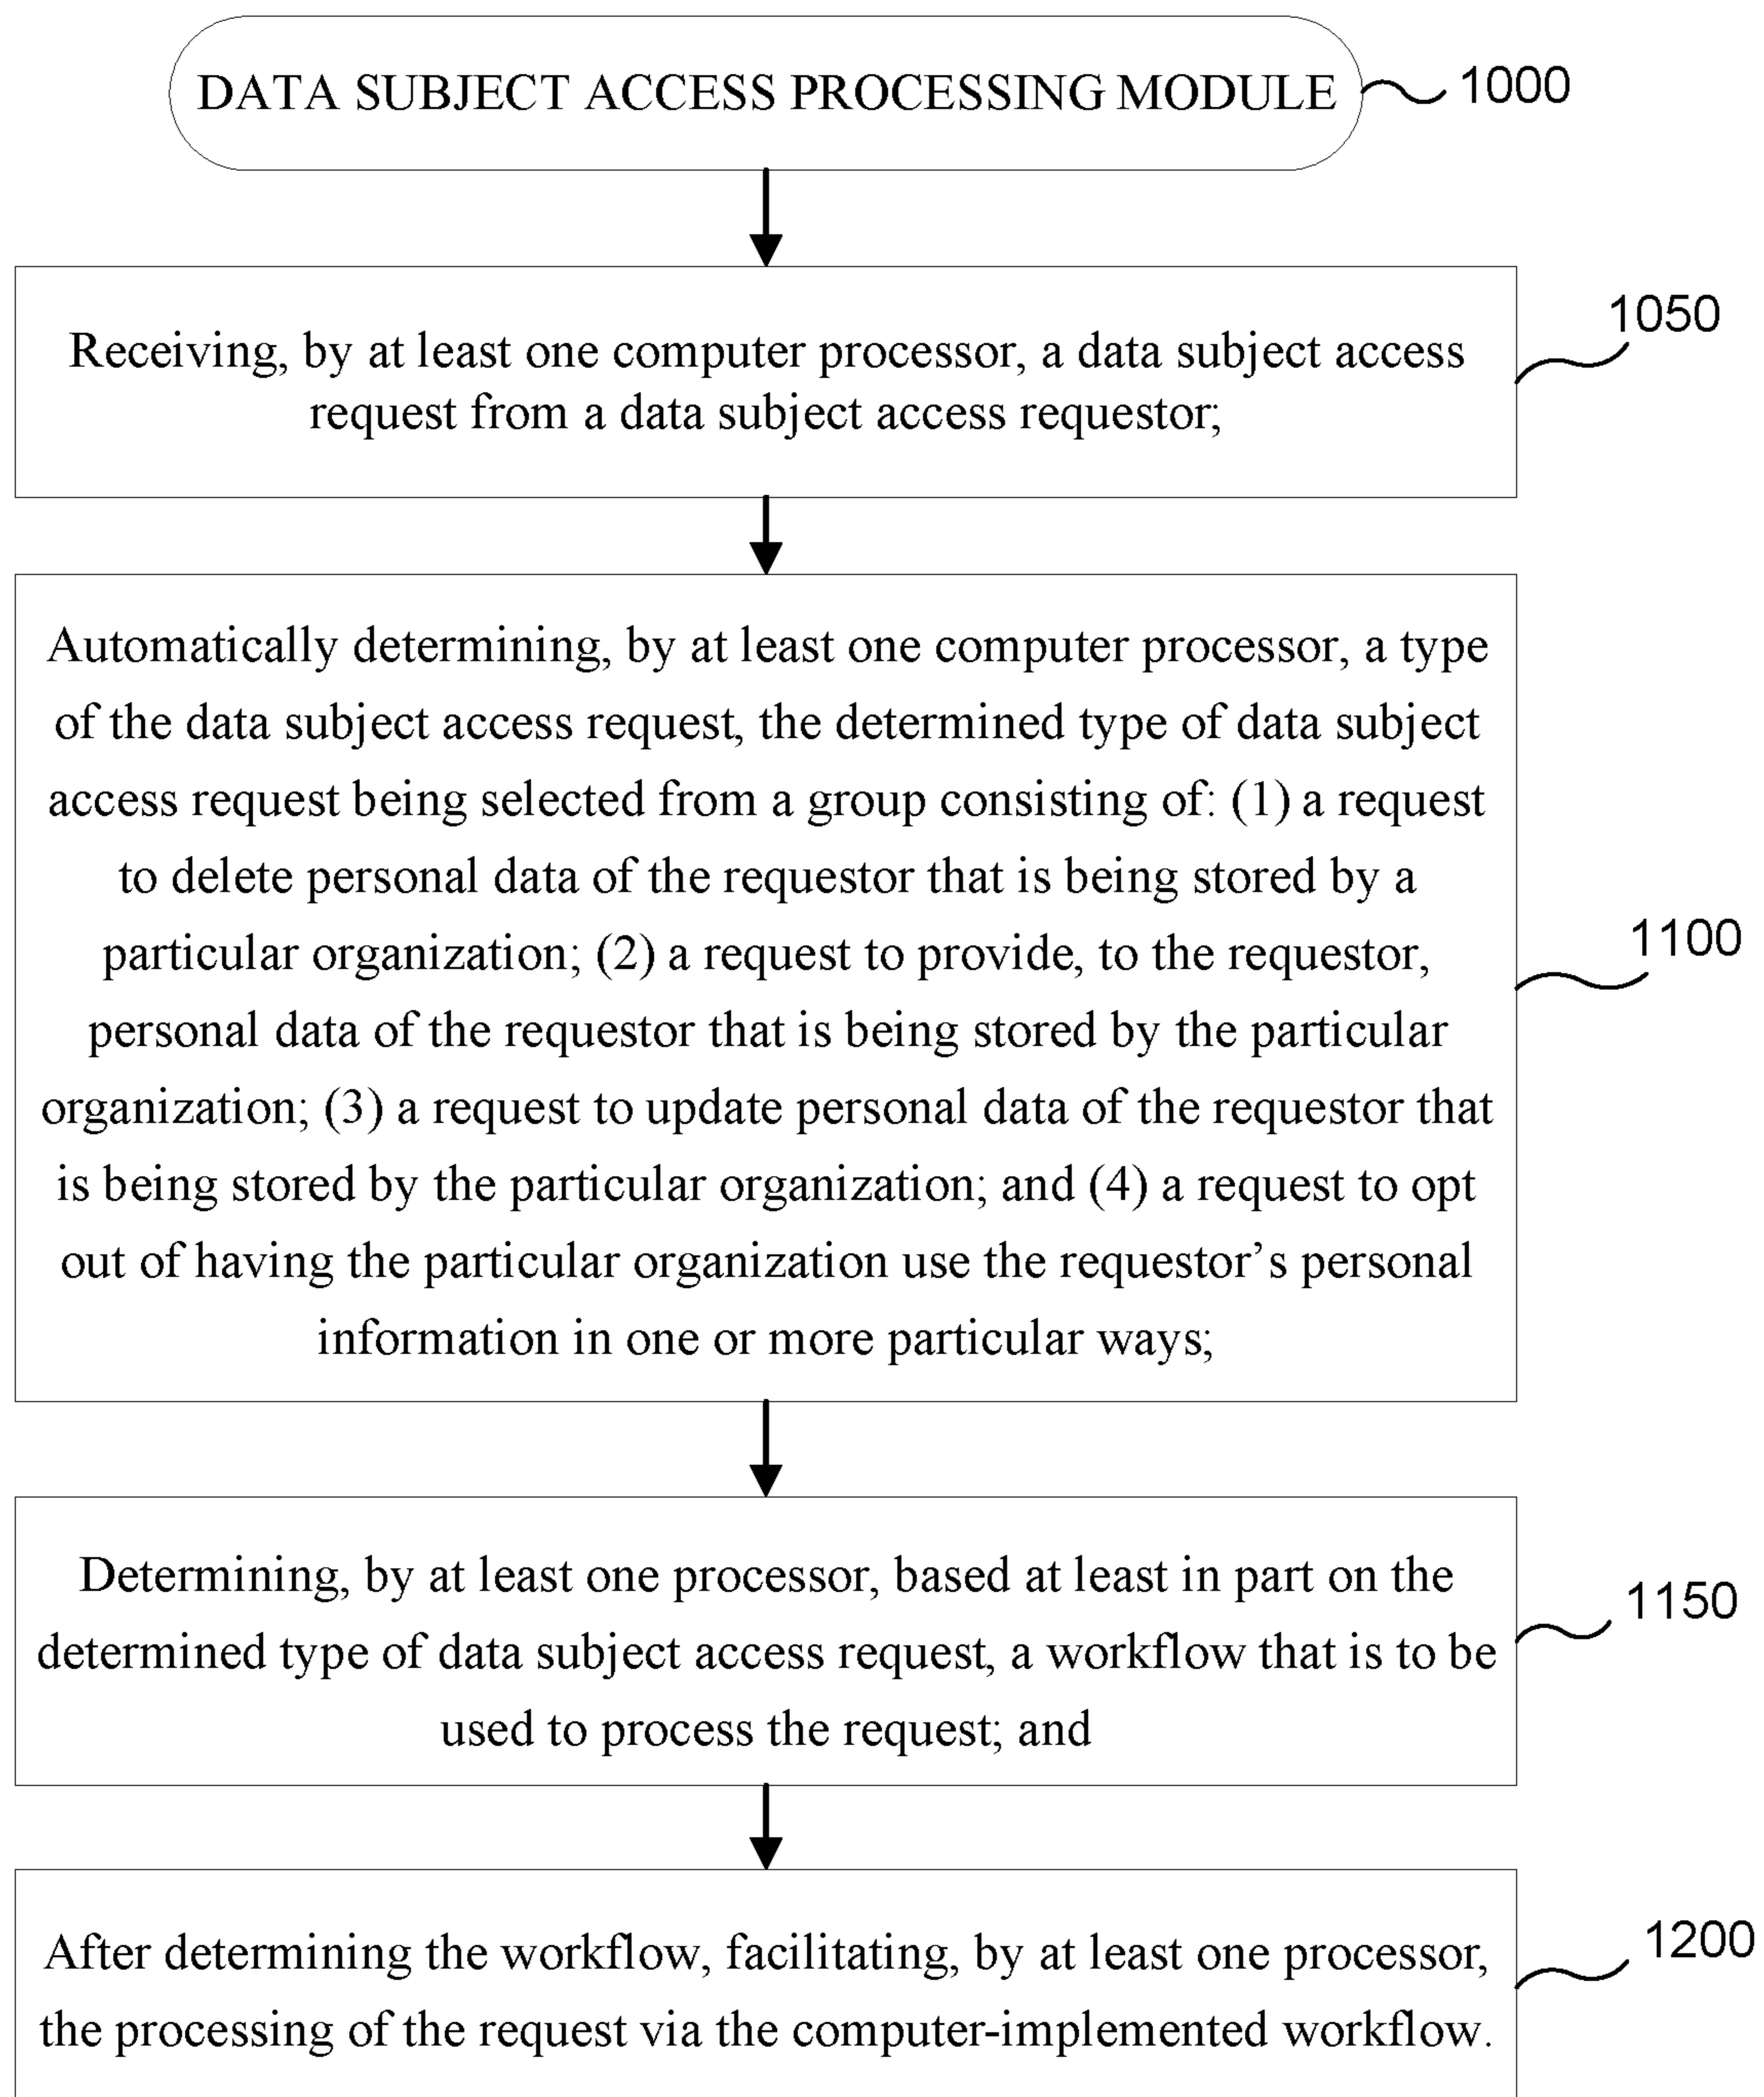 DATA SUBJECT ACCESS PROCESSING MODULE
1000
Receiving, by at least one computer processor, a data subject access
request from a data subject access requestor;
1050
Automatically determining, by at least one computer processor, a type
of the data subject access request, the determined type of data subject
access request being selected from a group consisting of: (1) a request
to delete personal data of the requestor that is being stored by a
particular organization; (2) a request to provide, to the requestor,
personal data of the requestor that is being stored by the particular
organization; (3) a request to update personal data of the requestor that
is being stored by the particular organization; and (4) a request to opt
out of having the particular organization use the requestor’s personal
information in one or more particular ways;
1100
Determining, by at least one processor, based at least in part on the
determined type of data subject access request, a workflow that is to be
used to process the request; and
1150
After determining the workflow, facilitating, by at least one processor,
the processing of the request via the computer-implemented workflow.
1200